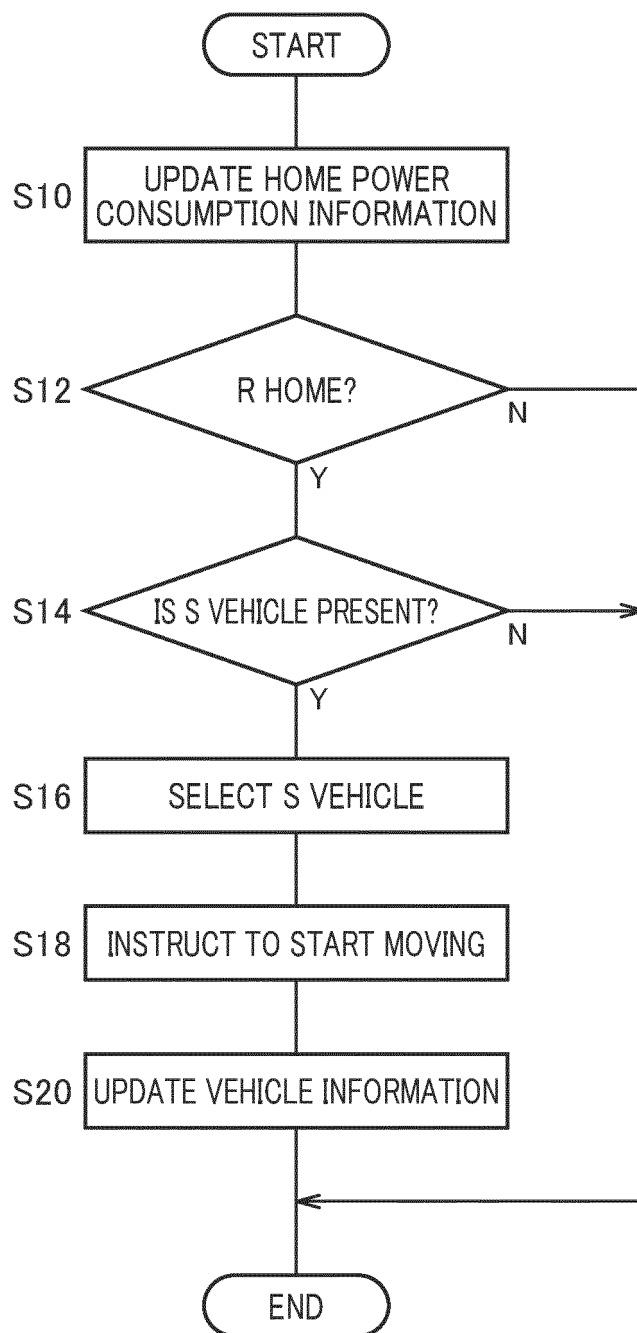 START
S10
UPDATE HOME POWER
CONSUMPTION INFORMATION
S12
R HOME?
N
Y
S14
IS S VEHICLE PRESENT?
N
Y
S16
SELECT S VEHICLE
S18
INSTRUCT TO START MOVING
S20
UPDATE VEHICLE INFORMATION
END